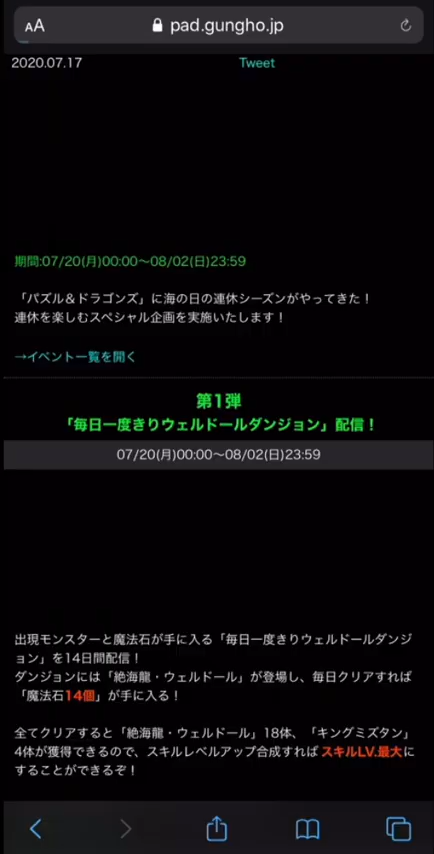 AA
pad.gungho.jp
2020.07.17 Tweet
期間:07/20(月)00:00〜08/02(日)23:59
「パズル＆ドラゴンズ」に海の日の連休シーズンがやってきた！
連休を楽しむスペシャル企画を実施いたします！
→イベント一覧を開く
第1弾
「毎日一度きりウェルドールダンジョン」配信！
07/20(月)00:00〜08/02(日)23:59
出現モンスターと魔法石が手に入る「毎日一度きりウェルドールダンジ
ョン」を14日間配信！
ダンジョンには「絶海龍・ウェルドール」が登場し、毎日クリアすれば
「魔法石14個」が手に入る！
全てクリアすると「絶海龍・ウェルドール」18体、「キングミズタン」
4体が獲得できるので、スキルレベルアップ合成すれば スキルLV.最大に
することができるぞ！